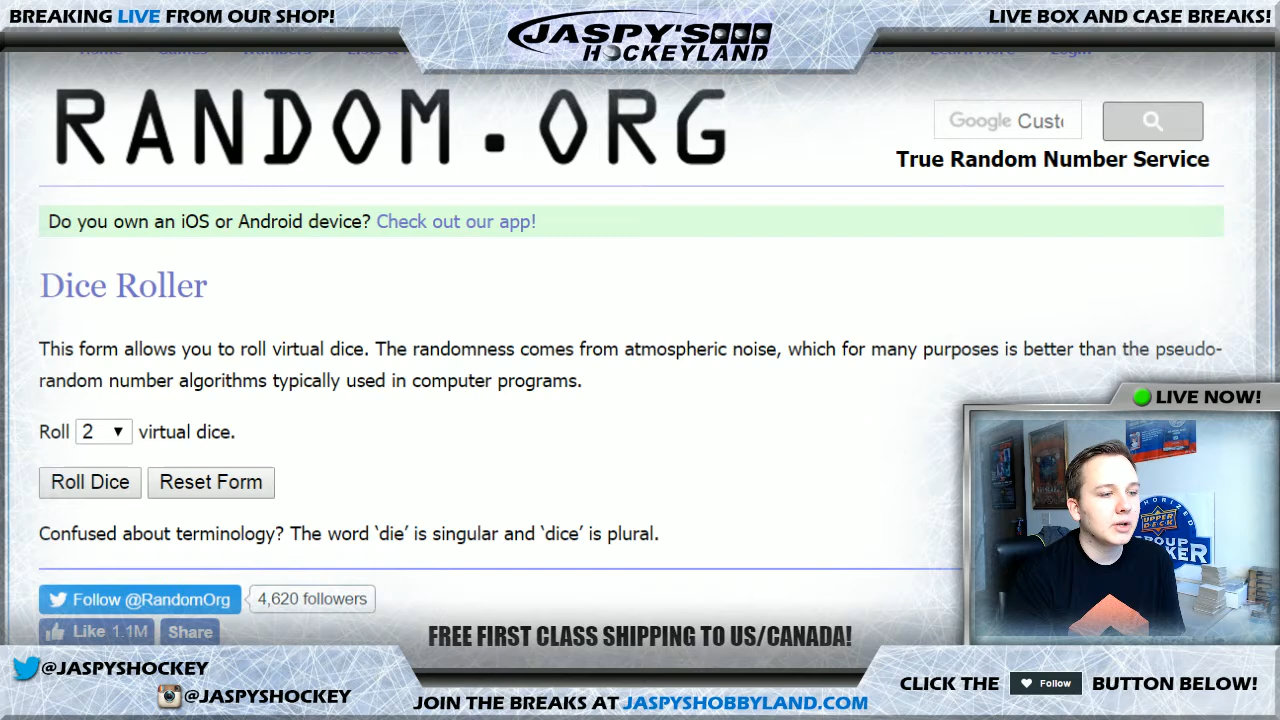 BREAKING LIVE FROM OUR SHOP!
JASPY'S
HOCKEYLAND
LIVE BOX AND CASE BREAKS!
RANDOM.ORG
Google Cust
True Random Number Service
Do you own an iOS or Android device? Check out our app!
Dice Roller
This form allows you to roll virtual dice. The randomness comes from atmospheric noise, which for many purposes is better than the pseudo-
random number algorithms typically used in computer programs.
Roll 2 ▼ virtual dice.
Roll Dice Reset Form
Confused about terminology? The word ‘die’ is singular and ‘dice’ is plural.
Follow @RandomOrg 4,620 followers
Like 1.1M Share
LIVE NOW!
UPPER
DECK
FREE FIRST CLASS SHIPPING TO US/CANADA!
@JASPYSHOCKEY
@JASPYSHOCKEY
JOIN THE BREAKS AT JASPYSHOBBYLAND.COM
CLICK THE Follow BUTTON BELOW!